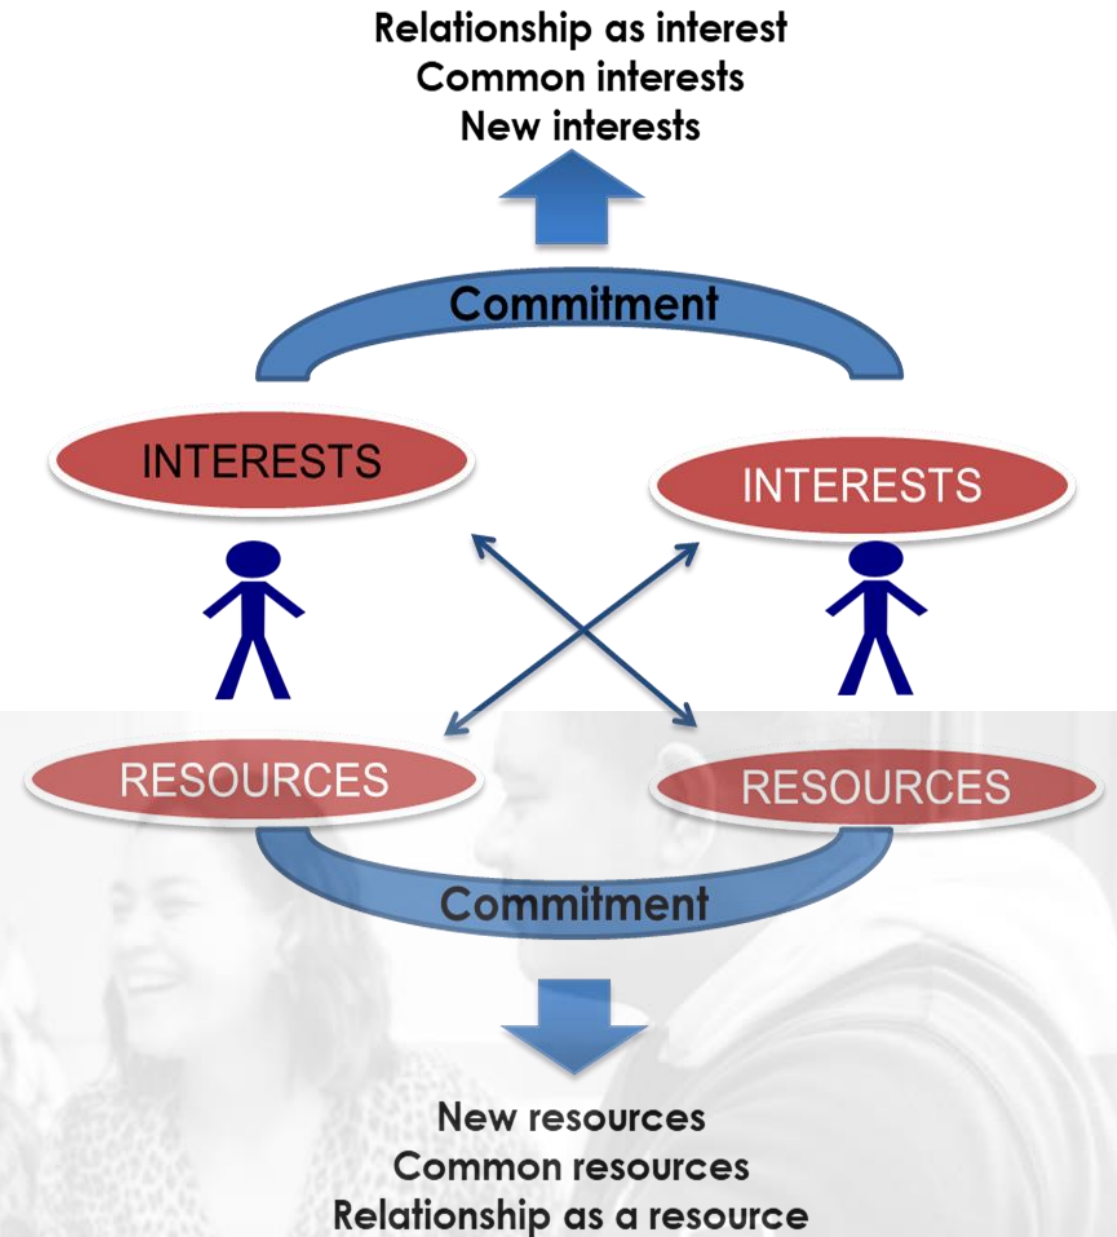 Relationship as interest
Common interests
New interests
Commitment
INTERESTS
INTERESTS
RESOURCES
RESOURCES
Commitment
New resources
Common resources
Relationship as a resource